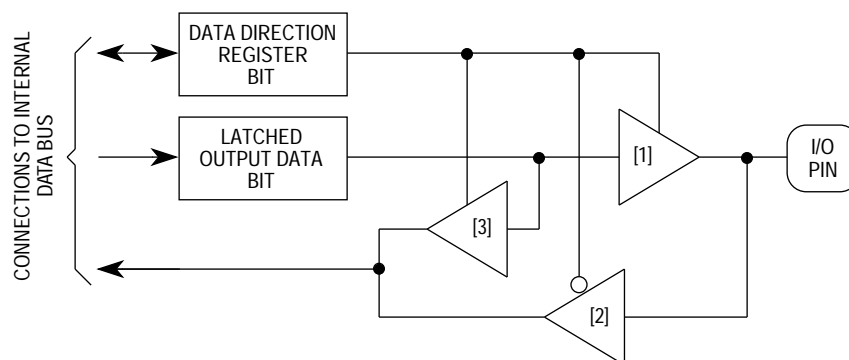 CONNECTIONS TO INTERNAL
DATA BUS
DATA DIRECTION
REGISTER
BIT
LATCHED
OUTPUT DATA
BIT
[1]
I/O
PIN
[3]
[2]